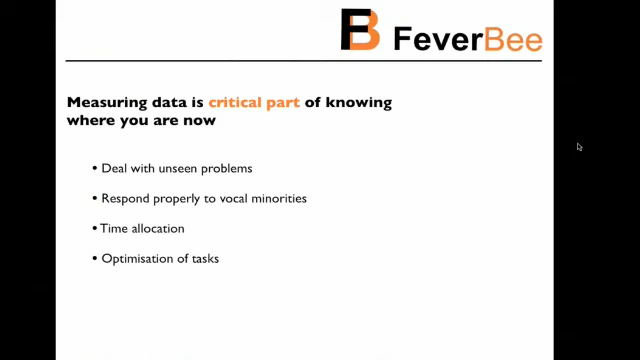 FB FeverBee
Measuring data is critical part of knowing
where you are now
• Deal with unseen problems
• Respond properly to vocal minorities
• Time allocation
• Optimisation of tasks